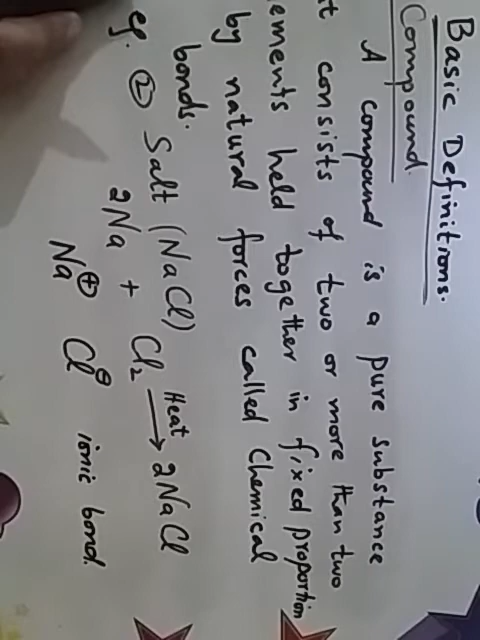 Basic Definitions.
Compound.
A compound is a pure substance
t consists of two or more than two
ements held together in fixed proportion
by natural forces called Chemical
bonds.
eg. ② Salt (NaCl)
2Na + Cl₂ Heat → 2NaCl
Na⊕ Cl⊖ ionic bond.